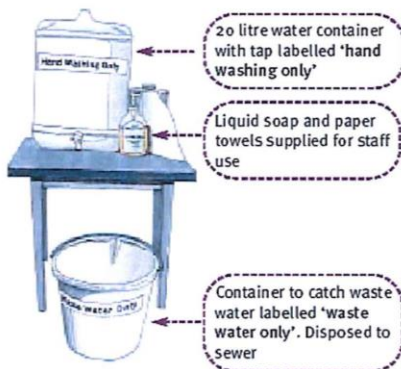 20 litre water container
with tap labelled 'hand
washing only'
Hand Washing Only
Liquid soap and paper
towels supplied for staff
use
Container to catch waste
water labelled 'waste
water only'. Disposed to
sewer
Waste Water Only